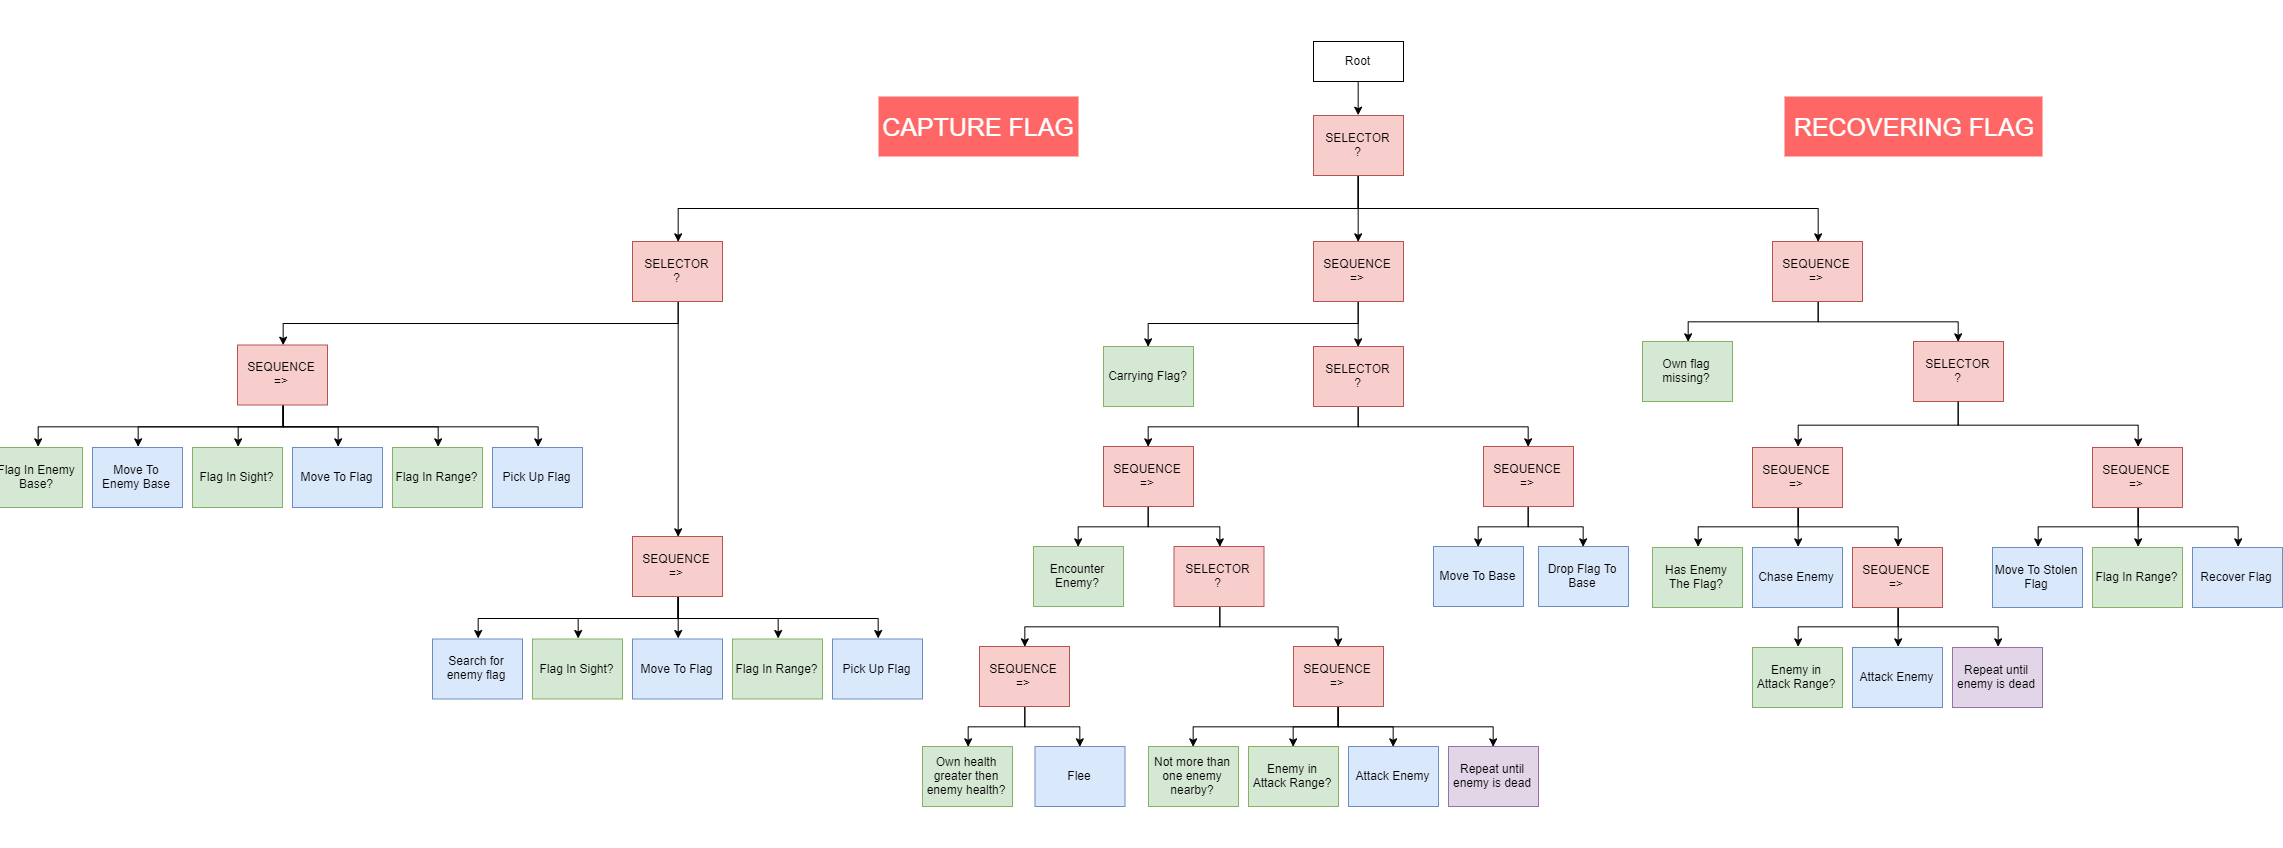 Root
CAPTURE FLAG
RECOVERING FLAG
SELECTOR
?
SELECTOR
?
SEQUENCE
=>
SEQUENCE
=>
SEQUENCE
=>
Carrying Flag?
SELECTOR
?
Own flag
missing?
SELECTOR
?
Flag In Enemy
Base?
Move To
Enemy Base
Flag In Sight?
Move To Flag
Flag In Range?
Pick Up Flag
SEQUENCE
=>
SEQUENCE
=>
SEQUENCE
=>
SEQUENCE
=>
SEQUENCE
=>
Encounter
Enemy?
SELECTOR
?
Move To Base
Drop Flag To
Base
Has Enemy
The Flag?
Chase Enemy
SEQUENCE
=>
Move To Stolen
Flag
Flag In Range?
Recover Flag
Search for
enemy flag
Flag In Sight?
Move To Flag
Flag In Range?
Pick Up Flag
SEQUENCE
=>
SEQUENCE
=>
Enemy in
Attack Range?
Attack Enemy
Repeat until
enemy is dead
Own health
greater then
enemy health?
Flee
Not more than
one enemy
nearby?
Enemy in
Attack Range?
Attack Enemy
Repeat until
enemy is dead